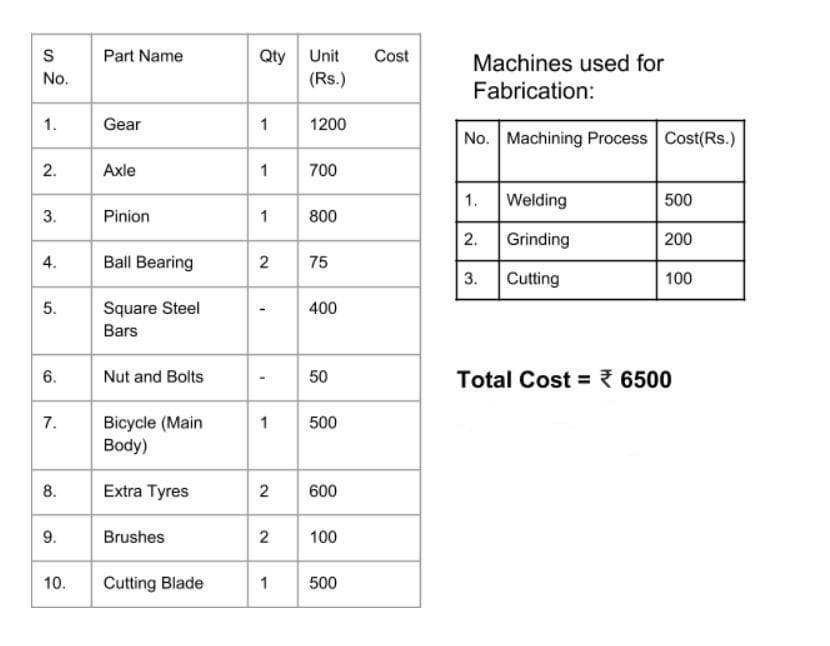 S No. Part Name Qty Unit Cost (Rs.)
1. Gear 1 1200
2. Axle 1 700
3. Pinion 1 800
4. Ball Bearing 2 75
5. Square Steel Bars - 400
6. Nut and Bolts - 50
7. Bicycle (Main Body) 1 500
8. Extra Tyres 2 600
9. Brushes 2 100
10. Cutting Blade 1 500
Machines used for
Fabrication:
No. Machining Process Cost(Rs.)
1. Welding 500
2. Grinding 200
3. Cutting 100
Total Cost = ₹ 6500